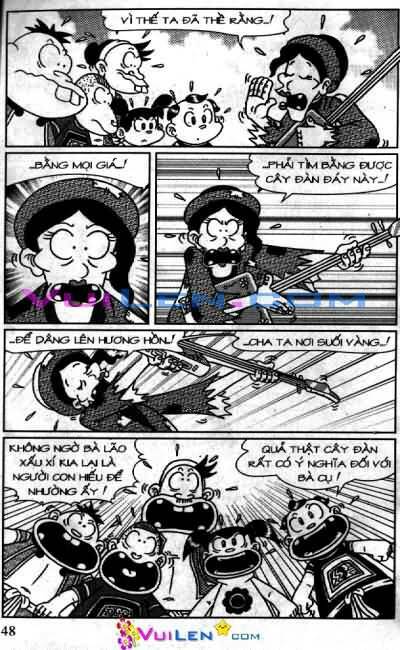 VÌ THẾ TA ĐÃ THỀ RẰNG...!
...BẰNG MỌI GIÁ...!
...PHẢI TÌM BẰNG ĐƯỢC
CÂY ĐÀN ĐÁY NÀY...!
VUILEN.com
...ĐỂ DÂNG LÊN HƯƠNG HỒN..!
...CHA TA NƠI SUỐI VÀNG...!
KHÔNG NGỜ BÀ LÃO
XẤU XÍ KIA LẠI LÀ
NGƯỜI CON HIẾU ĐỂ
NHƯỜNG ẤY !
QUẢ THẬT CÂY ĐÀN
RẤT CÓ Ý NGHĨA ĐỐI VỚI
BÀ CỤ !
48
VUILEN.COM